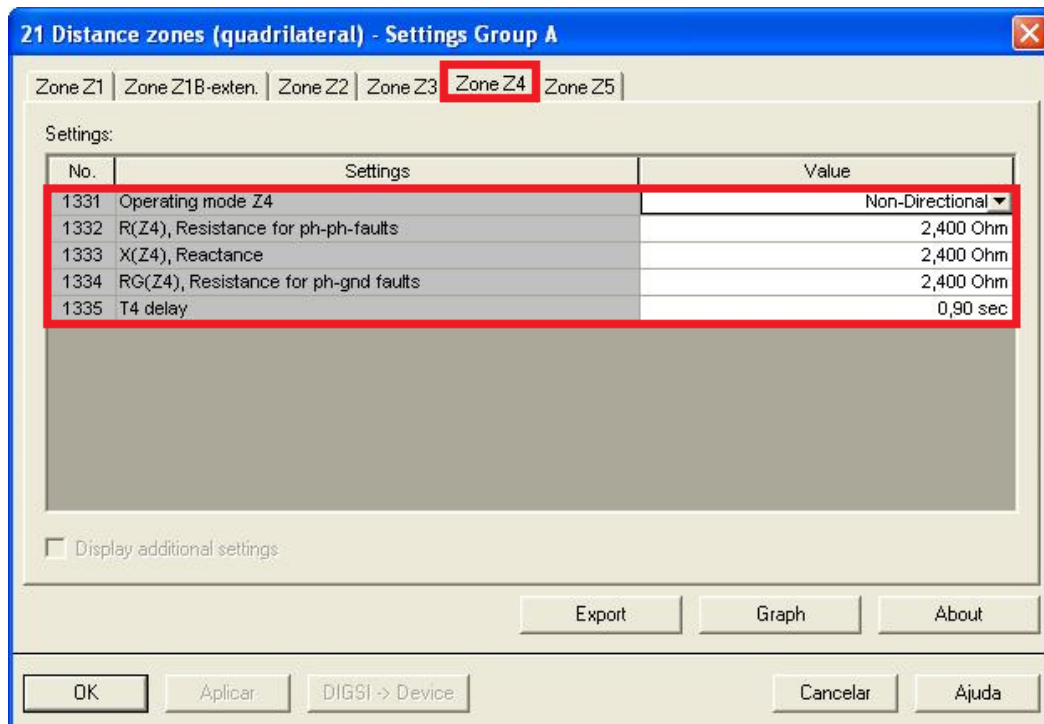 21 Distance zones (quadrilateral) - Settings Group A
Zone Z1 Zone Z1B-exten. Zone Z2 Zone Z3 Zone Z4 Zone Z5
Settings:
No. Settings Value
1331 Operating mode Z4 Non-Directional
1332 R(Z4), Resistance for ph-ph-faults 2,400 Ohm
1333 X(Z4), Reactance 2,400 Ohm
1334 RG(Z4), Resistance for ph-gnd faults 2,400 Ohm
1335 T4 delay 0,90 sec
Display additional settings
Export Graph About
OK Aplicar DIGSI -> Device Cancelar Ajuda